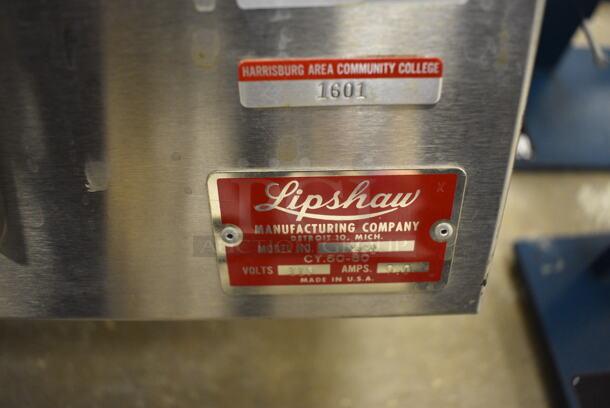 HARRISBURG AREA COMMUNITY COLLEGE
1601
Lipshaw
MANUFACTURING COMPANY
DETROIT 10, MICH.
MODEL NO.
CY. 50-60
VOLTS AMPS.
MADE IN U.S.A.